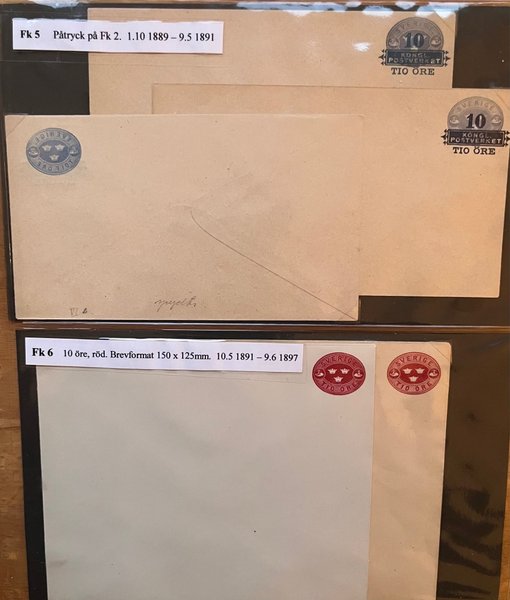 Fk 5 Påtryck på Fk 2. 1.10 1889 – 9.5 1891
SVERIGE
10
KONGL.
POSTVERKET
TIO ÖRE
SVERIGE
10
KONGL.
POSTVERKET
TIO ÖRE
Fk 6 10 öre, röd. Brevformat 150 x 125mm. 10.5 1891 – 9.6 1897
SVERIGE
TIO ÖRE
SVERIGE
TIO ÖRE